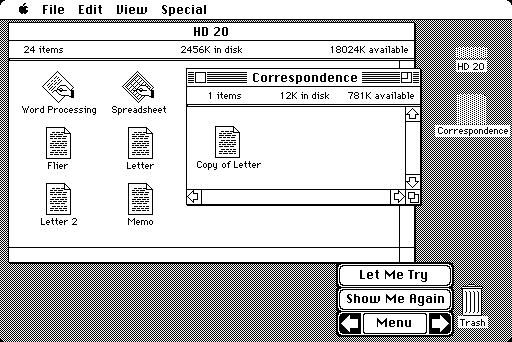 File Edit View Special
HD 20
24 items 2456K in disk 18024K available
HD 20
Correspondence
1 items 12K in disk 781K available
Word Processing Spreadsheet
Correspondence
Flier Letter
Copy of Letter
Letter 2 Memo
Let Me Try
Show Me Again
Menu
Trash